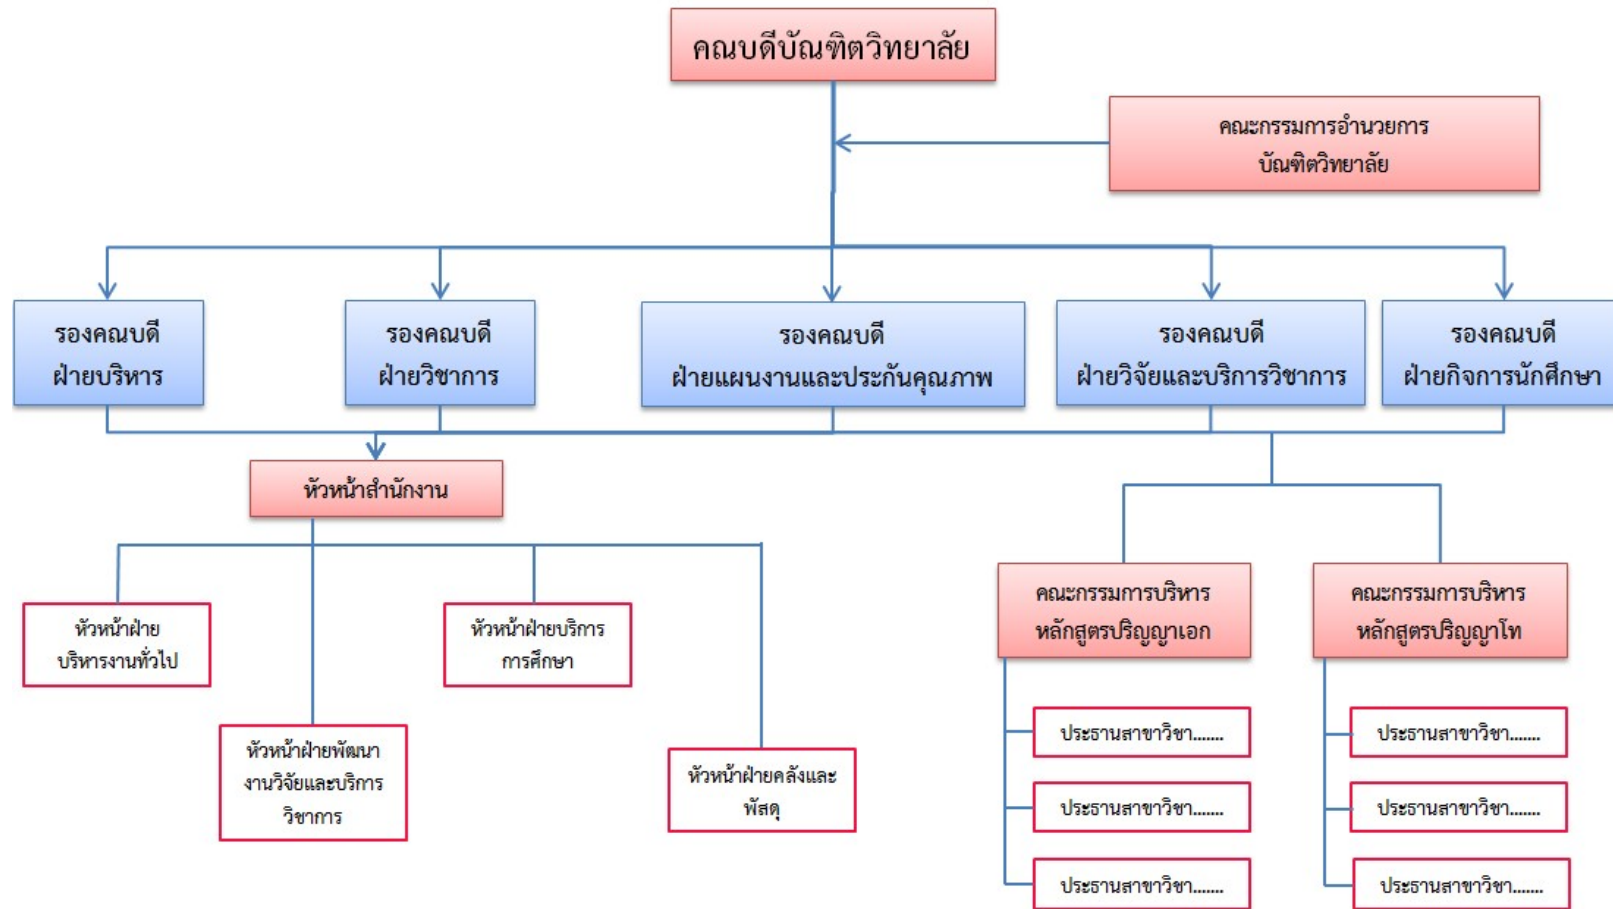 คณบดีบัณฑิตวิทยาลัย
คณะกรรมการอำนวยการ
บัณฑิตวิทยาลัย
รองคณบดี
ฝ่ายบริหาร
รองคณบดี
ฝ่ายวิชาการ
รองคณบดี
ฝ่ายแผนงานและประกันคุณภาพ
รองคณบดี
ฝ่ายวิจัยและบริการวิชาการ
รองคณบดี
ฝ่ายกิจการนักศึกษา
หัวหน้าสำนักงาน
หัวหน้าฝ่าย
บริหารงานทั่วไป
หัวหน้าฝ่ายพัฒนา
งานวิจัยและบริการ
วิชาการ
หัวหน้าฝ่ายบริการ
การศึกษา
หัวหน้าฝ่ายคลังและ
พัสดุ
คณะกรรมการบริหาร
หลักสูตรปริญญาเอก
ประธานสาขาวิชา.......
ประธานสาขาวิชา.......
ประธานสาขาวิชา.......
คณะกรรมการบริหาร
หลักสูตรปริญญาโท
ประธานสาขาวิชา.......
ประธานสาขาวิชา.......
ประธานสาขาวิชา.......